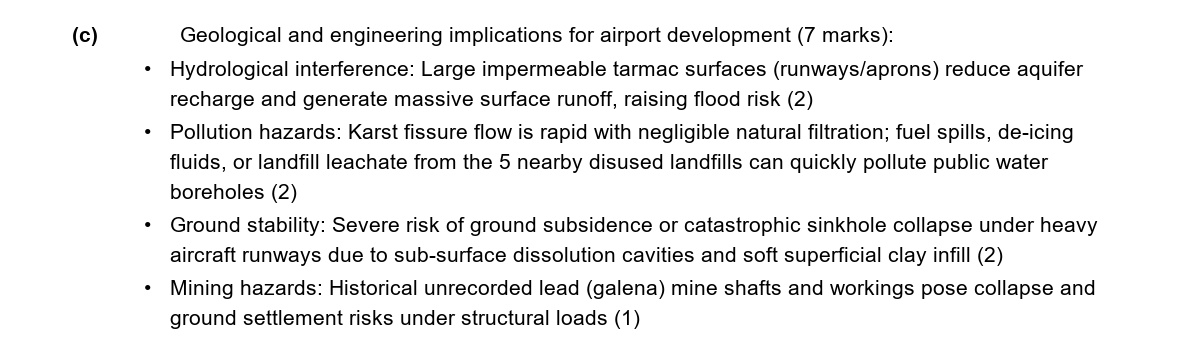 (c) Geological and engineering implications for airport development (7 marks):
• Hydrological interference: Large impermeable tarmac surfaces (runways/aprons) reduce aquifer
recharge and generate massive surface runoff, raising flood risk (2)
• Pollution hazards: Karst fissure flow is rapid with negligible natural filtration; fuel spills, de-icing
fluids, or landfill leachate from the 5 nearby disused landfills can quickly pollute public water
boreholes (2)
• Ground stability: Severe risk of ground subsidence or catastrophic sinkhole collapse under heavy
aircraft runways due to sub-surface dissolution cavities and soft superficial clay infill (2)
• Mining hazards: Historical unrecorded lead (galena) mine shafts and workings pose collapse and
ground settlement risks under structural loads (1)